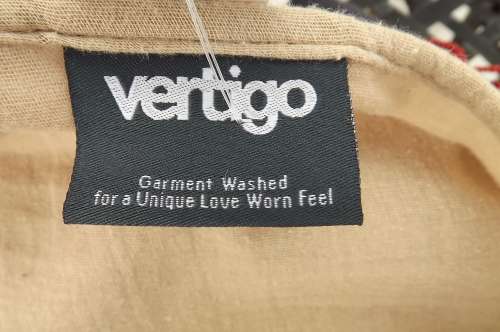 vertigo
Garment Washed
for a Unique Love Worn Feel